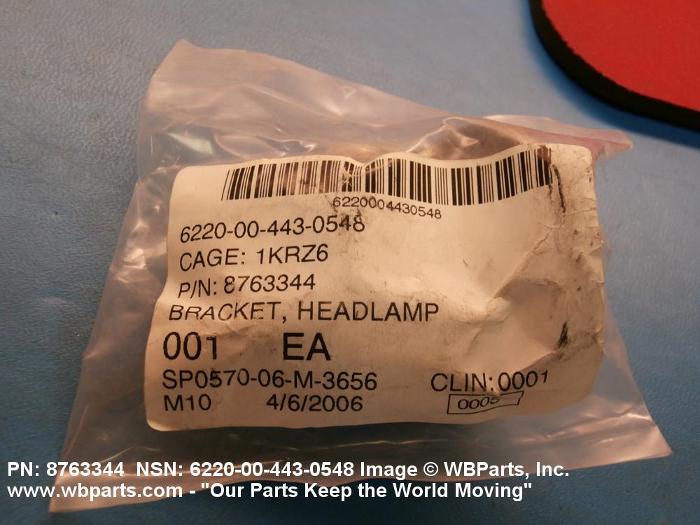 6220004430548
6220-00-443-0548
CAGE: 1KRZ6
P/N: 8763344
BRACKET, HEADLAMP
001 EA
SP0570-06-M-3656 CLIN: 0001
M10 4/6/2006 0005
PN: 8763344 NSN: 6220-00-443-0548 Image © WBParts, Inc.
www.wbparts.com - "Our Parts Keep the World Moving"